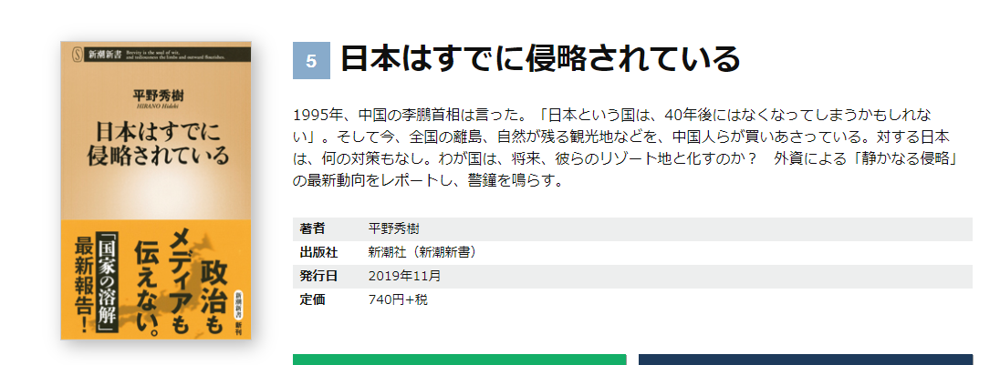 新潮新書
Brevity is the soul of wit,
and tediousness the limbs and outward flourishes.
平野秀樹
HIRANO Hideki
日本はすでに
侵略されている
政治も
メディアも
伝えない。
「国家の溶解」
最新報告!
新潮新書
新刊
5
日本はすでに侵略されている
1995年、中国の李鵬首相は言った。「日本という国は、40年後にはなくなってしまうかもしれな
い」。そして今、全国の離島、自然が残る観光地などを、中国人らが買いあさっている。対する日本
は、何の対策もなし。わが国は、将来、彼らのリゾート地と化すのか? 外資による「静かなる侵略」
の最新動向をレポートし、警鐘を鳴らす。
著者 平野秀樹
出版社 新潮社(新潮新書)
発行日 2019年11月
定価 740円+税